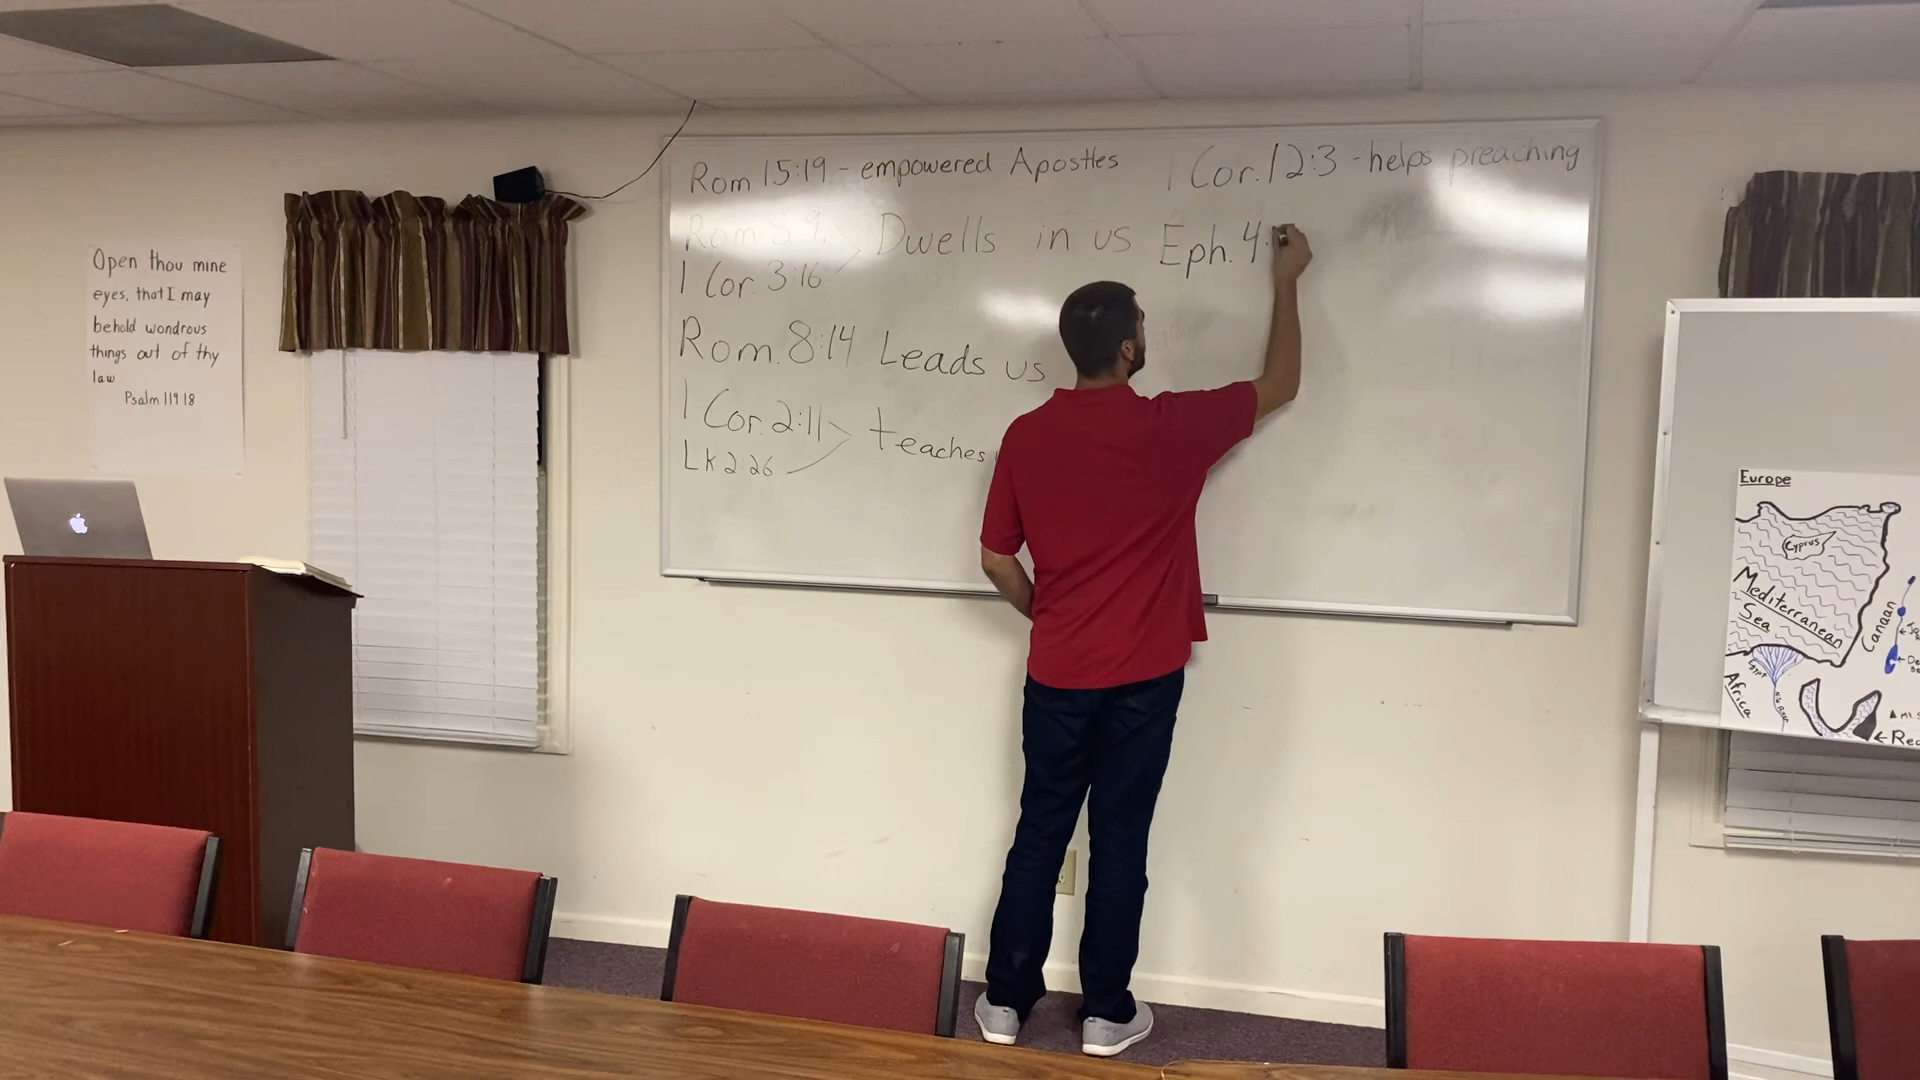 Open thou mine
eyes, that I may
behold wondrous
things out of thy
law
Psalm 119:18
Rom 15:19 - empowered Apostles
Rom 8:9,
1 Cor 3:16
Dwells in us
Rom. 8:14 Leads us
1 Cor. 2:11
Lk 2:26
teaches
1 Cor. 12:3 - helps preaching
Eph. 4:
Europe
Cyprus
Mediterranean
Sea
Canaan
Egypt
Africa